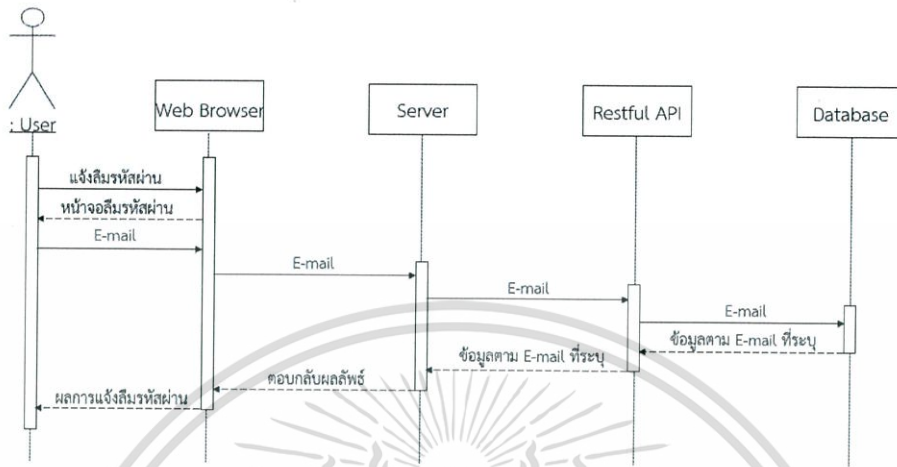 : User
Web Browser
Server
Restful API
Database
แจ้งลืมรหัสผ่าน
หน้าจอลืมรหัสผ่าน
E-mail
E-mail
E-mail
E-mail
ข้อมูลตาม E-mail ที่ระบุ
ข้อมูลตาม E-mail ที่ระบุ
ตอบกลับผลลัพธ์
ผลการแจ้งลืมรหัสผ่าน